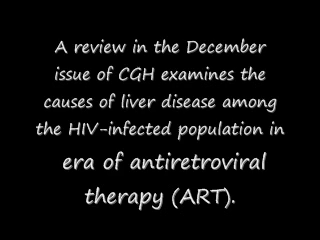 A review in the December
issue of CGH examines the
causes of liver disease among
the HIV-infected population in
era of antiretroviral
therapy (ART).